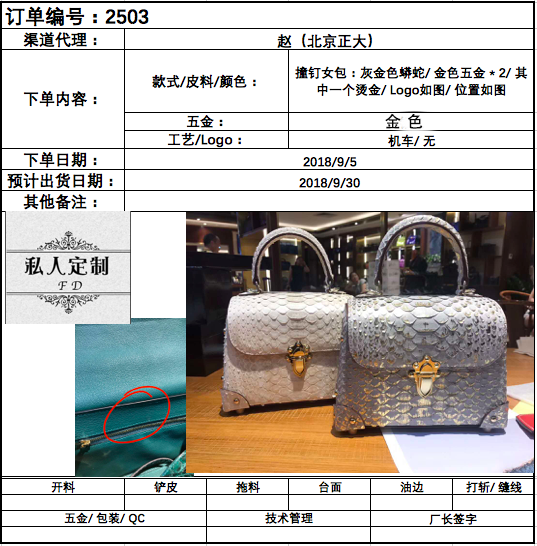 订单编号：2503
渠道代理： 赵（北京正大）
下单内容： 款式/皮料/颜色： 撞钉女包：灰金色蟒蛇/ 金色五金 * 2/ 其
中一个烫金/ Logo如图/ 位置如图
五金： 金 色
工艺/Logo： 机车/ 无
下单日期： 2018/9/5
预计出货日期： 2018/9/30
其他备注：
私人定制
F D
开料 铲皮 拖料 台面 油边 打斩/ 缝线
五金/ 包装/ QC 技术管理 厂长签字